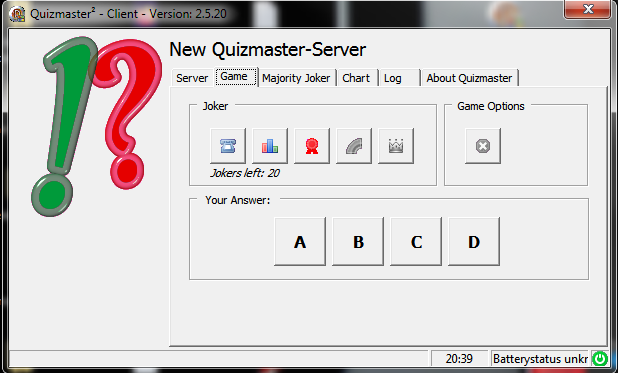 Quizmaster² - Client - Version: 2.5.20
New Quizmaster-Server
Server Game Majority Joker Chart Log About Quizmaster
Joker Game Options
Jokers left: 20
Your Answer:
A B C D
20:39 Batterystatus unkr